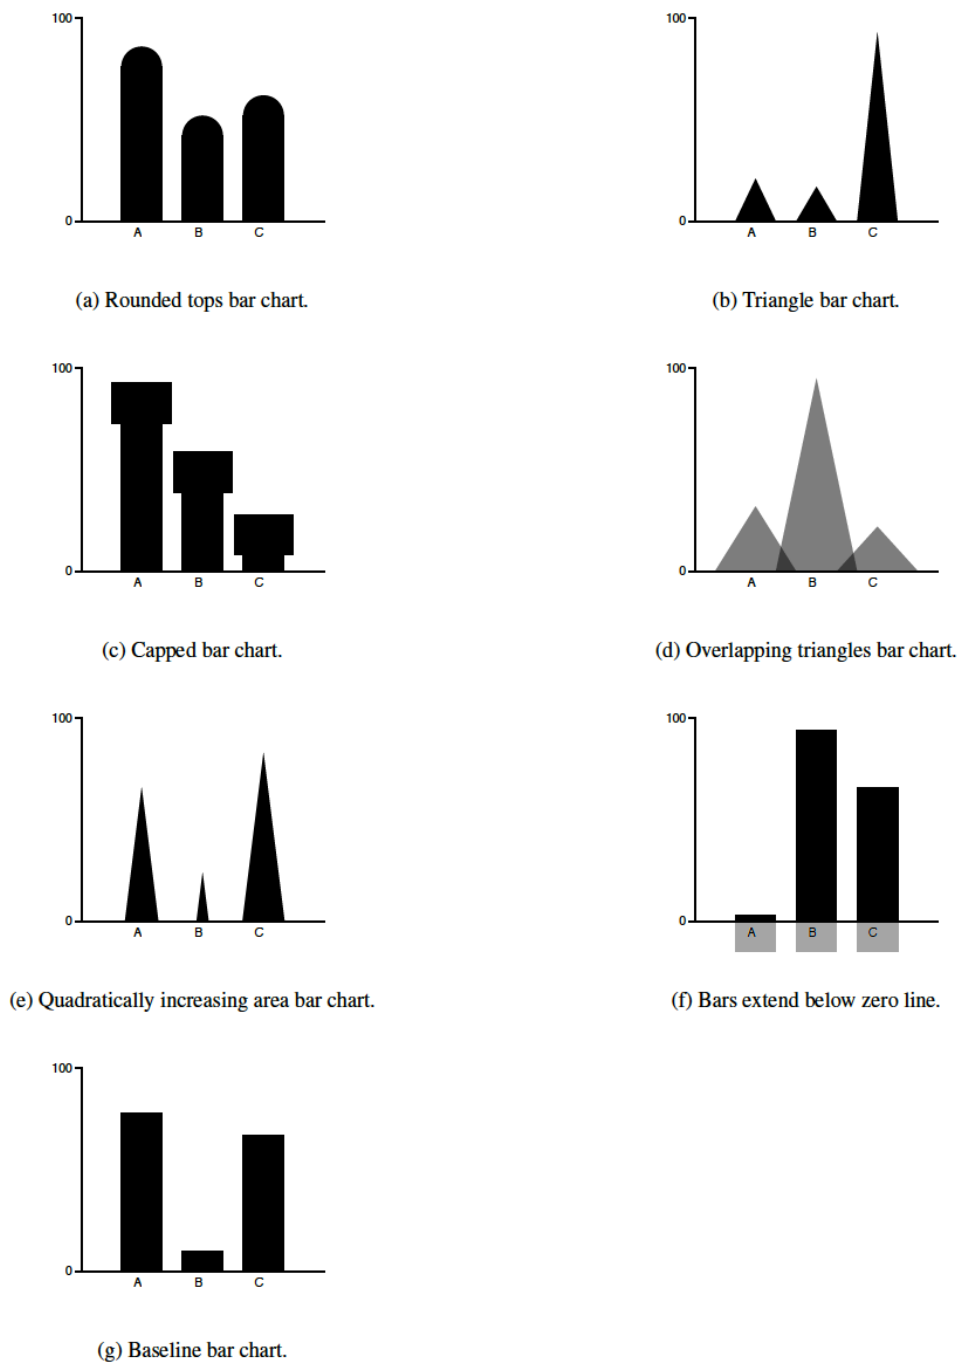 100
0
A B C
(a) Rounded tops bar chart.
100
0
A B C
(b) Triangle bar chart.
100
0
A B C
(c) Capped bar chart.
100
0
A B C
(d) Overlapping triangles bar chart.
100
0
A B C
(e) Quadratically increasing area bar chart.
100
0
A B C
(f) Bars extend below zero line.
100
0
A B C
(g) Baseline bar chart.